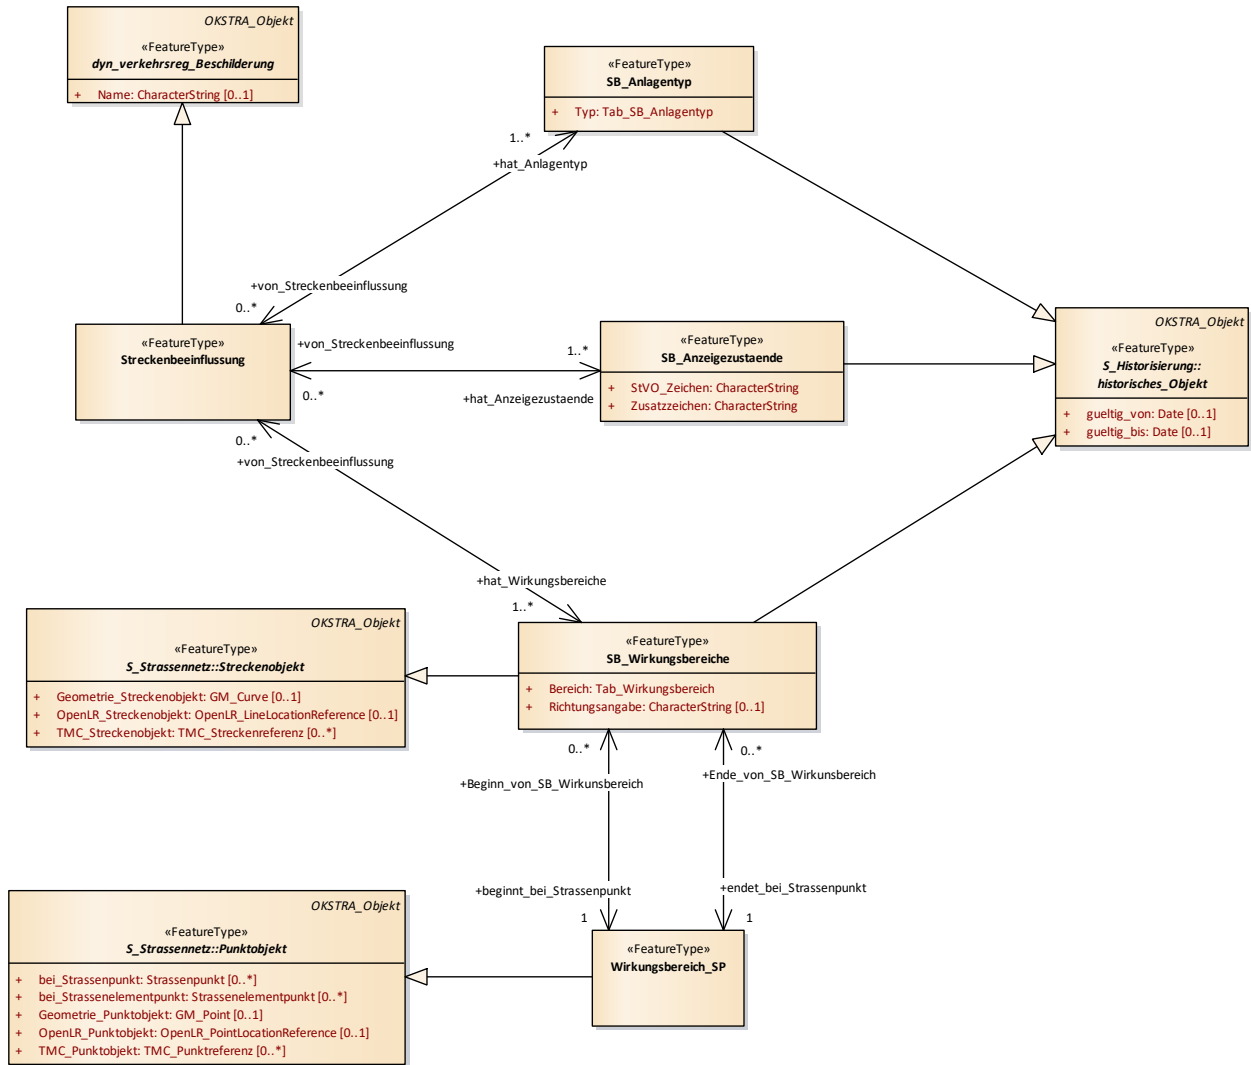 OKSTRA_Objekt
«FeatureType»
dyn_verkehrsreg_Beschilderung
+ Name: CharacterString [0..1]
«FeatureType»
SB_Anlagentyp
+ Typ: Tab_SB_Anlagentyp
1..*
+hat_Anlagentyp
+von_Streckenbeeinflussung
0..*
«FeatureType»
Streckenbeeinflussung
+von_Streckenbeeinflussung
0..*
1..*
+hat_Anzeigezustaende
«FeatureType»
SB_Anzeigezustaende
+ StVO_Zeichen: CharacterString
+ Zusatzzeichen: CharacterString
OKSTRA_Objekt
«FeatureType»
S_Historisierung::
historisches_Objekt
+ gueltig_von: Date [0..1]
+ gueltig_bis: Date [0..1]
0..*
+von_Streckenbeeinflussung
+hat_Wirkungsbereiche
1..*
OKSTRA_Objekt
«FeatureType»
S_Strassennetz::Streckenobjekt
+ Geometrie_Streckenobjekt: GM_Curve [0..1]
+ OpenLR_Streckenobjekt: OpenLR_LineLocationReference [0..1]
+ TMC_Streckenobjekt: TMC_Streckenreferenz [0..*]
«FeatureType»
SB_Wirkungsbereiche
+ Bereich: Tab_Wirkungsbereich
+ Richtungsangabe: CharacterString [0..1]
0..*
0..*
+Beginn_von_SB_Wirkunsbereich
+Ende_von_SB_Wirkunsbereich
+beginnt_bei_Strassenpunkt
+endet_bei_Strassenpunkt
1
1
OKSTRA_Objekt
«FeatureType»
S_Strassennetz::Punktobjekt
+ bei_Strassenpunkt: Strassenpunkt [0..*]
+ bei_Strassenelementpunkt: Strassenelementpunkt [0..*]
+ Geometrie_Punktobjekt: GM_Point [0..1]
+ OpenLR_Punktobjekt: OpenLR_PointLocationReference [0..1]
+ TMC_Punktobjekt: TMC_Punktreferenz [0..*]
«FeatureType»
Wirkungsbereich_SP